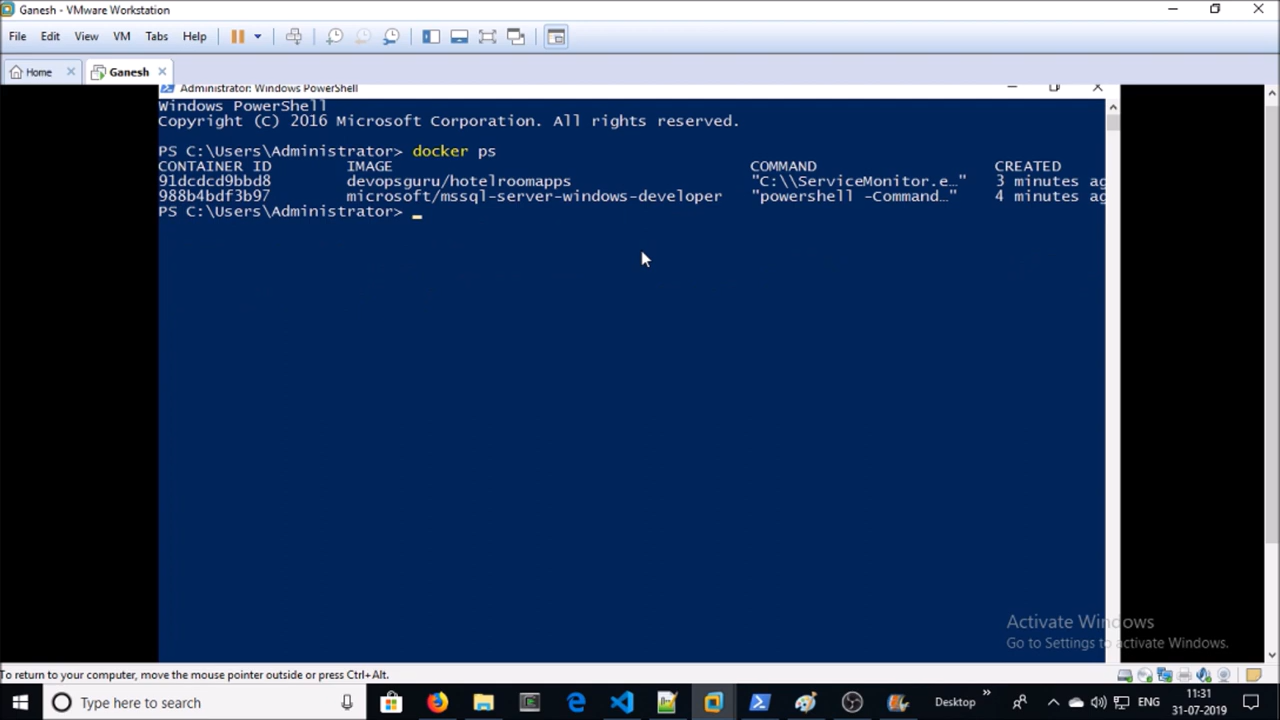 Ganesh - VMware Workstation
File Edit View VM Tabs Help
Home Ganesh
Administrator: Windows PowerShell
Windows PowerShell
Copyright (C) 2016 Microsoft Corporation. All rights reserved.
PS C:\Users\Administrator> docker ps
CONTAINER ID IMAGE COMMAND CREATED
91dcdcd9bbd8 devopsguru/hotelroomapps "C:\\ServiceMonitor.e…" 3 minutes ag
988b4bdf3b97 microsoft/mssql-server-windows-developer "powershell -Command…" 4 minutes ag
PS C:\Users\Administrator>
Activate Windows
Go to Settings to activate Windows.
To return to your computer, move the mouse pointer outside or press Ctrl+Alt.
Type here to search
Desktop
ENG
11:31
31-07-2019